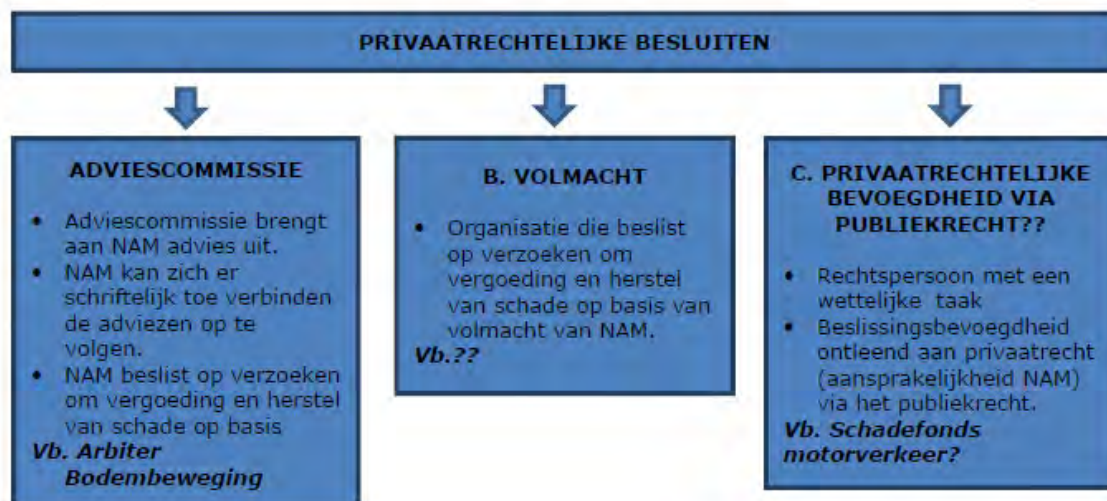 PRIVAATRECHTELIJKE BESLUITEN
ADVIESCOMMISSIE
• Adviescommissie brengt
aan NAM advies uit.
• NAM kan zich er
schriftelijk toe verbinden
de adviezen op te
volgen.
• NAM beslist op verzoeken
om vergoeding en herstel
van schade op basis
Vb. Arbiter
Bodembeweging
B. VOLMACHT
• Organisatie die beslist
op verzoeken om
vergoeding en herstel
van schade op basis van
volmacht van NAM.
Vb.??
C. PRIVAATRECHTELIJKE
BEVOEGDHEID VIA
PUBLIEKRECHT??
• Rechtspersoon met een
wettelijke taak
• Beslissingsbevoegdheid
ontleend aan privaatrecht
(aansprakelijkheid NAM)
via het publiekrecht.
Vb. Schadefonds
motorverkeer?